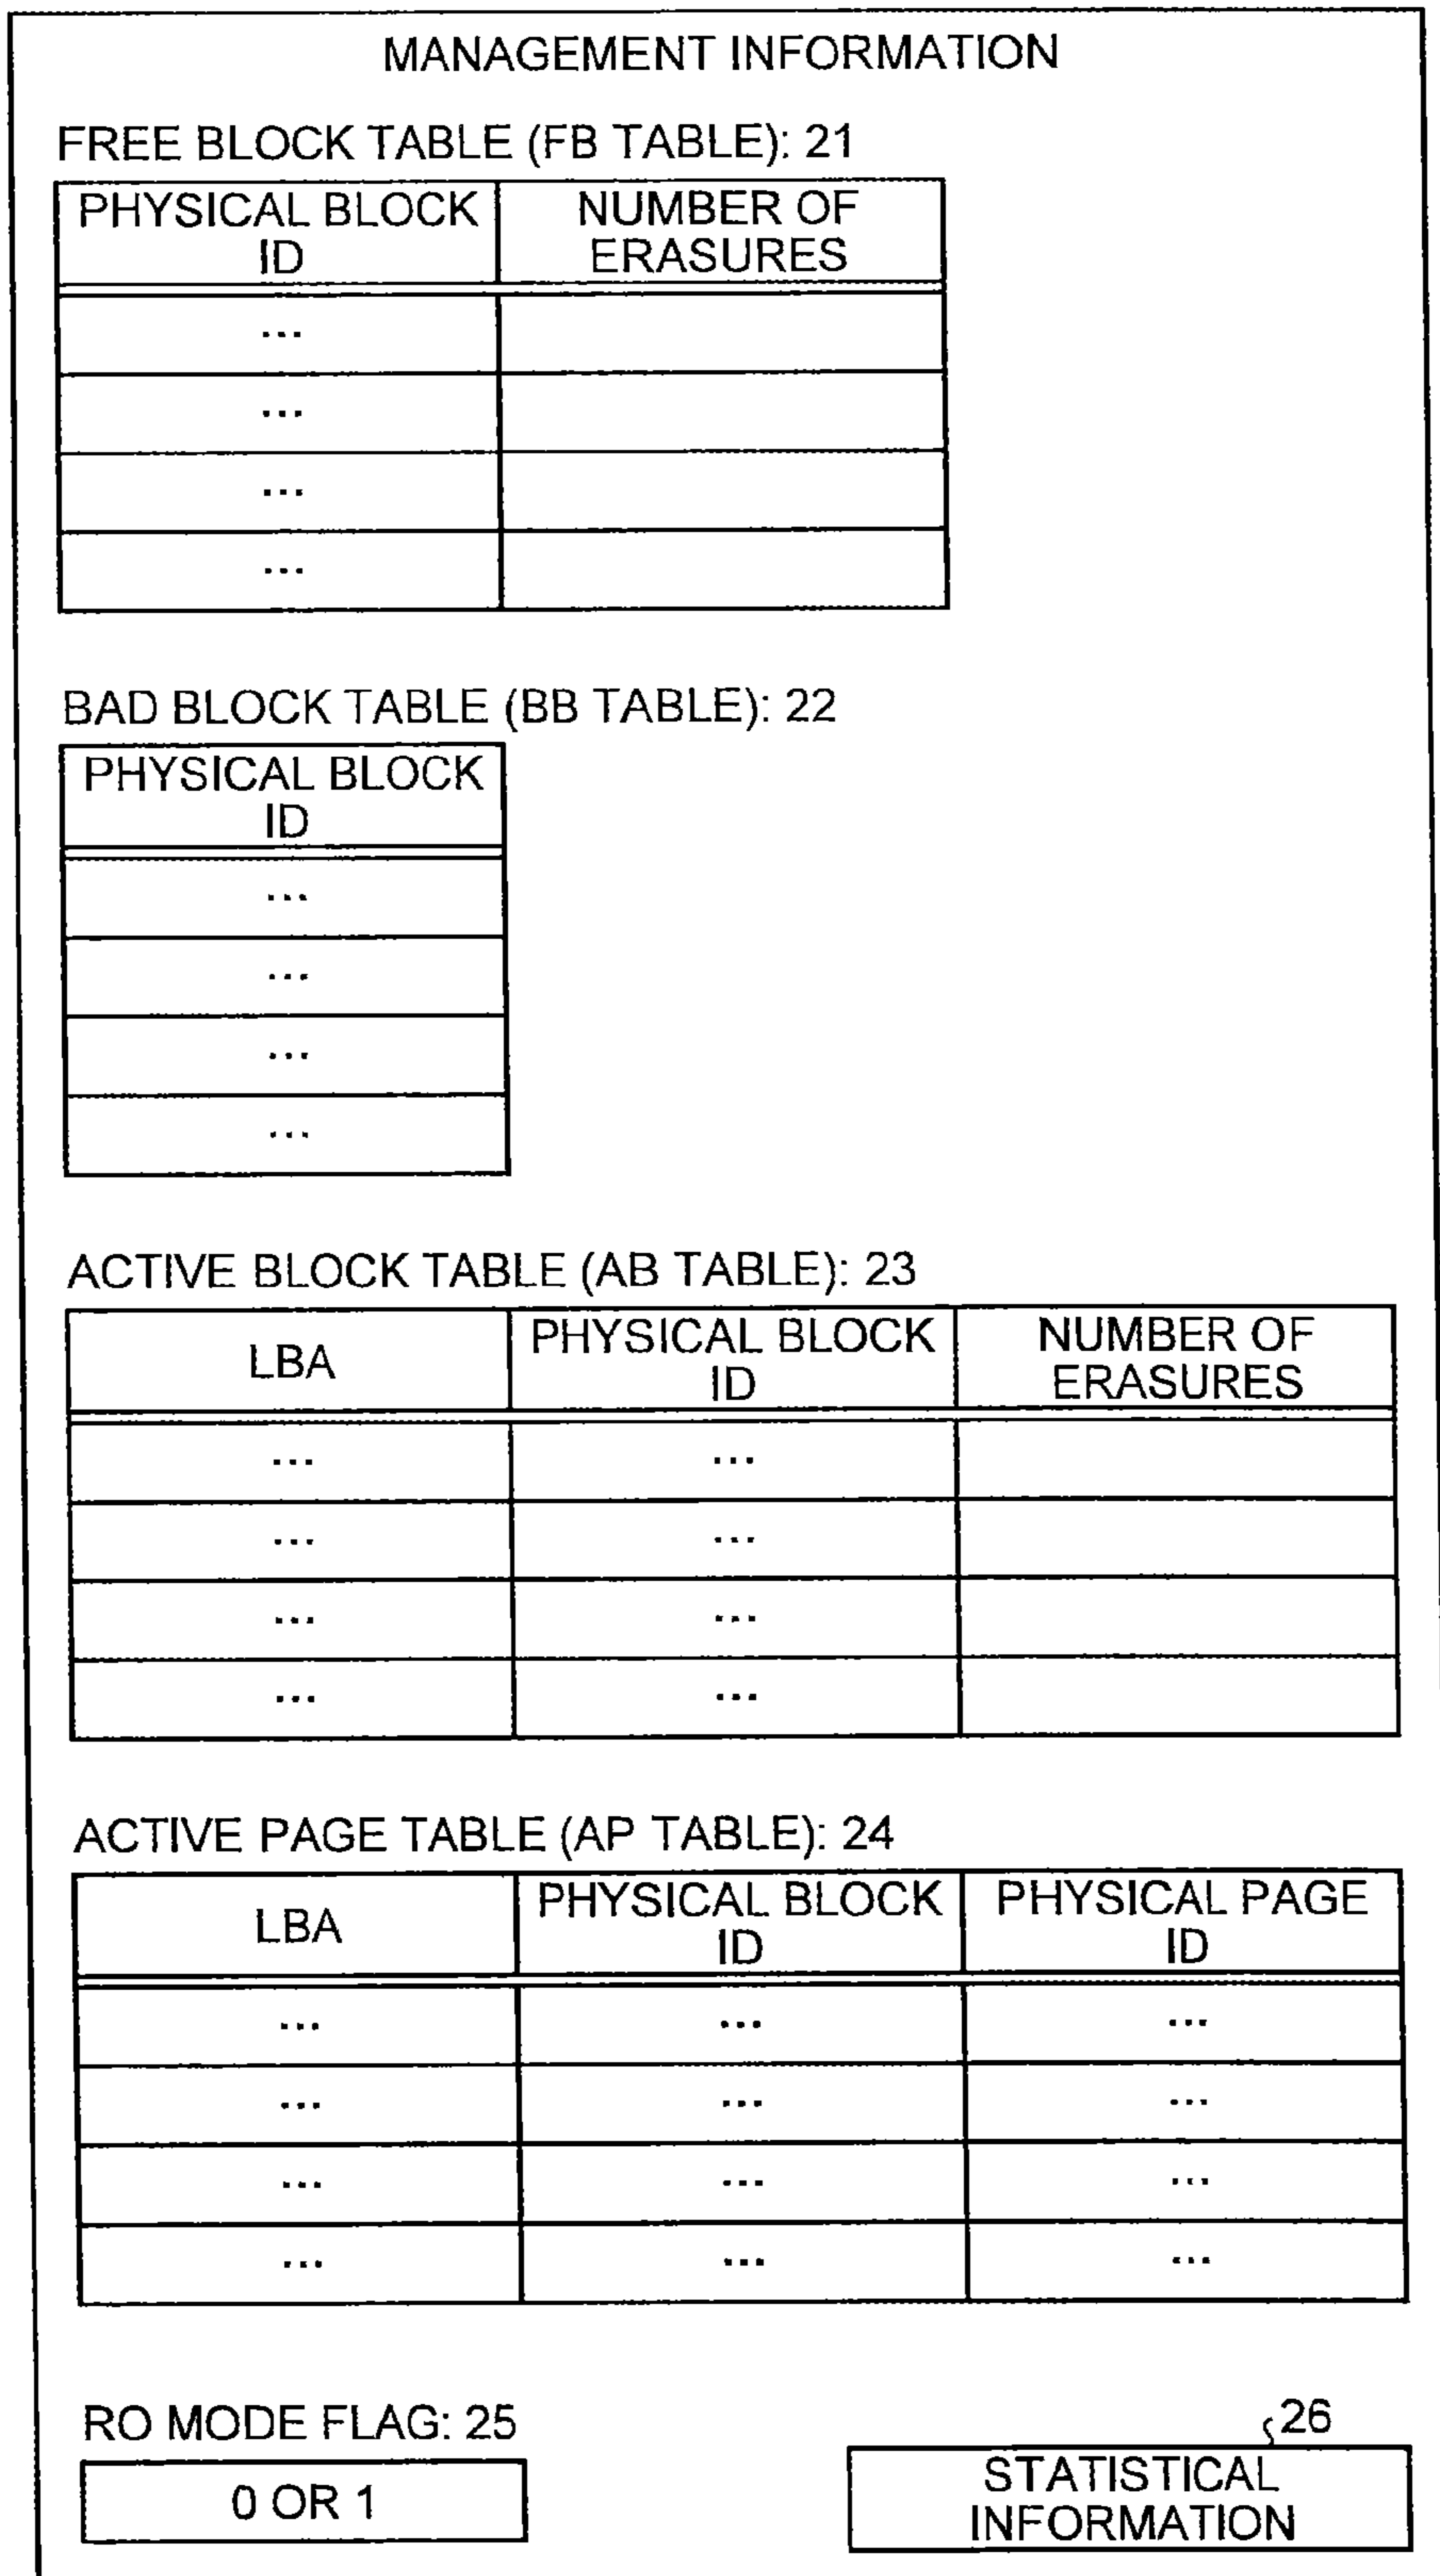 MANAGEMENT INFORMATION
FREE BLOCK TABLE (FB TABLE): 21
PHYSICAL BLOCK ID NUMBER OF ERASURES
...
...
...
...
BAD BLOCK TABLE (BB TABLE): 22
PHYSICAL BLOCK ID
...
...
...
...
ACTIVE BLOCK TABLE (AB TABLE): 23
LBA PHYSICAL BLOCK ID NUMBER OF ERASURES
... ...
... ...
... ...
... ...
ACTIVE PAGE TABLE (AP TABLE): 24
LBA PHYSICAL BLOCK ID PHYSICAL PAGE ID
... ... ...
... ... ...
... ... ...
... ... ...
RO MODE FLAG: 25
0 OR 1
26
STATISTICAL
INFORMATION